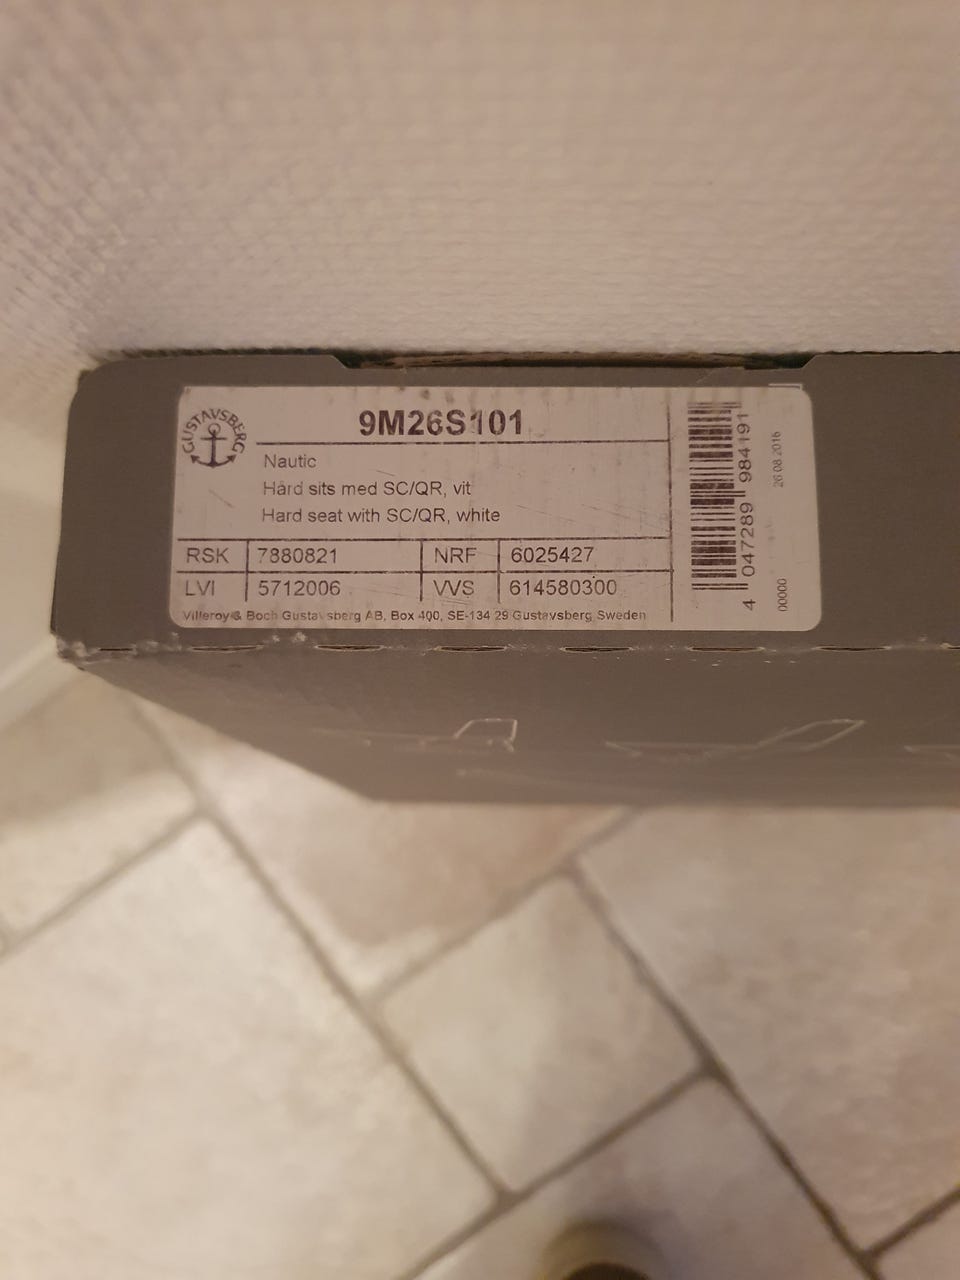 GUSTAVSBERG
9M26S101
Nautic
Hård sits med SC/QR, vit
Hard seat with SC/QR, white
RSK 7880821 NRF 6025427
LVI 5712006 VVS 614580300
Villeroy & Boch Gustavsberg AB, Box 400, SE-134 29 Gustavsberg, Sweden
4 047289 984191
26 08 2016
00000